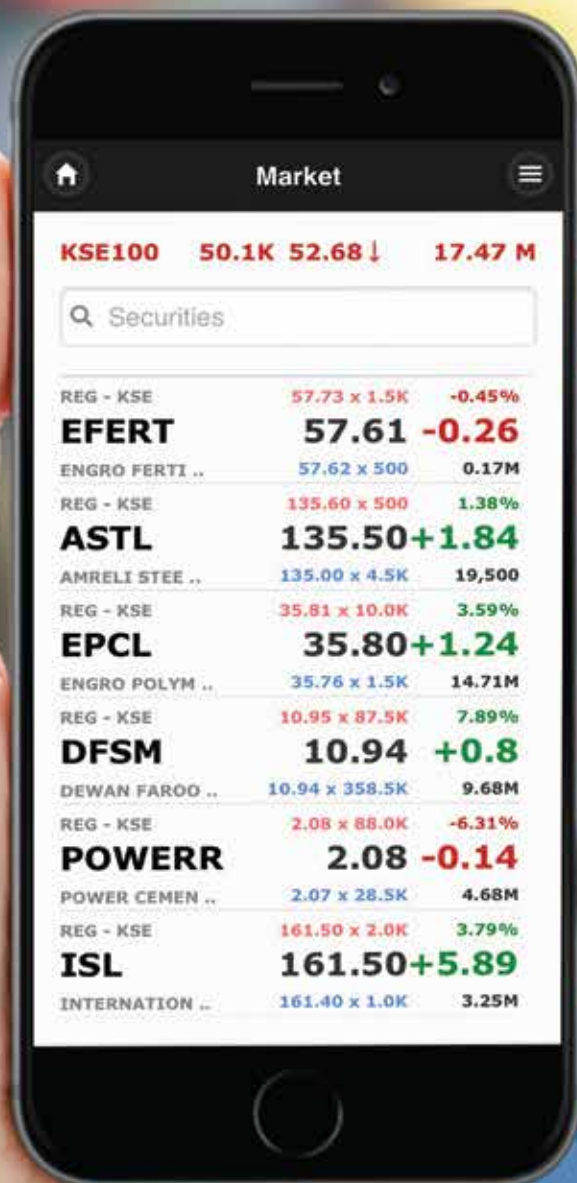 Market
KSE100 50.1K 52.68↓ 17.47 M
Securities
REG - KSE 57.73 x 1.5K -0.45%
EFERT 57.61 -0.26
ENGRO FERTI .. 57.62 x 500 0.17M
REG - KSE 135.60 x 500 1.38%
ASTL 135.50+1.84
AMRELI STEE .. 135.00 x 4.5K 19,500
REG - KSE 35.81 x 10.0K 3.59%
EPCL 35.80+1.24
ENGRO POLYM .. 35.76 x 1.5K 14.71M
REG - KSE 10.95 x 87.5K 7.89%
DFSM 10.94 +0.8
DEWAN FAROO .. 10.94 x 358.5K 9.68M
REG - KSE 2.08 x 88.0K -6.31%
POWERR 2.08 -0.14
POWER CEMEN .. 2.07 x 28.5K 4.68M
REG - KSE 161.50 x 2.0K 3.79%
ISL 161.50+5.89
INTERNATION .. 161.40 x 1.0K 3.25M